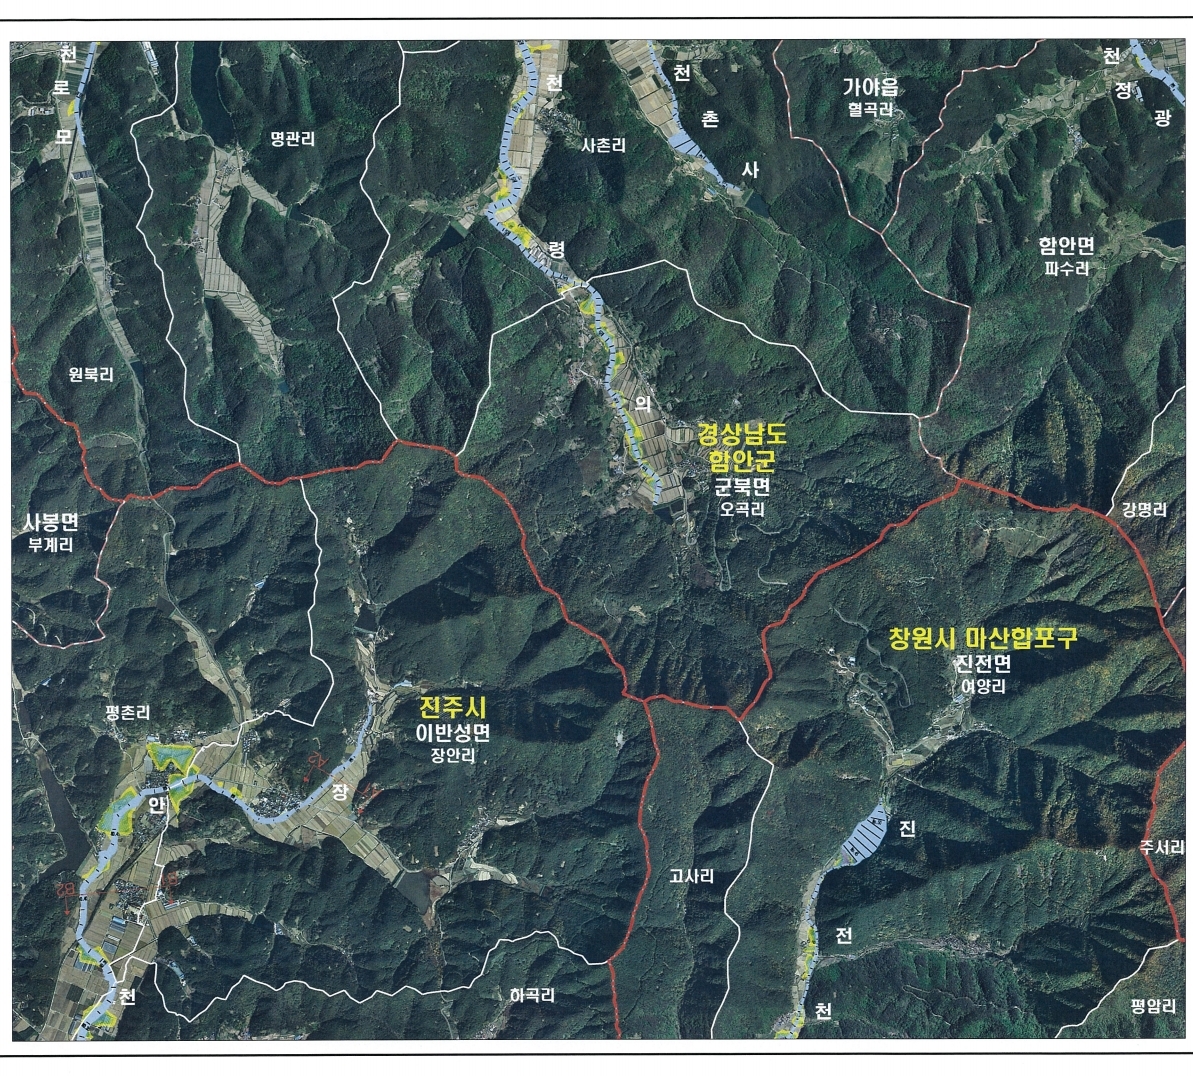 천
로
모
명관리
천
사촌리
천
촌
사
가야읍
혈곡리
천
정
광
함안면
파수리
령
원북리
의
경상남도
함안군
군북면
오곡리
강명리
사봉면
부계리
창원시 마산합포구
진전면
여양리
평촌리
진주시
이반성면
장안리
장
안
진
주서리
고사리
B2
전
천
하곡리
천
평암리